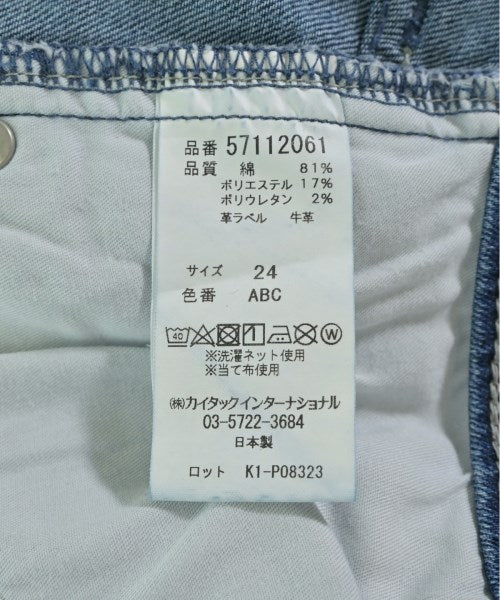 品番 57112061
品質 綿 81%
ポリエステル 17%
ポリウレタン 2%
革ラベル 牛革
サイズ 24
色番 ABC
40 W
※洗濯ネット使用
※当て布使用
㈱カイタックインターナショナル
03-5722-3684
日本製
ロット K1-P08323